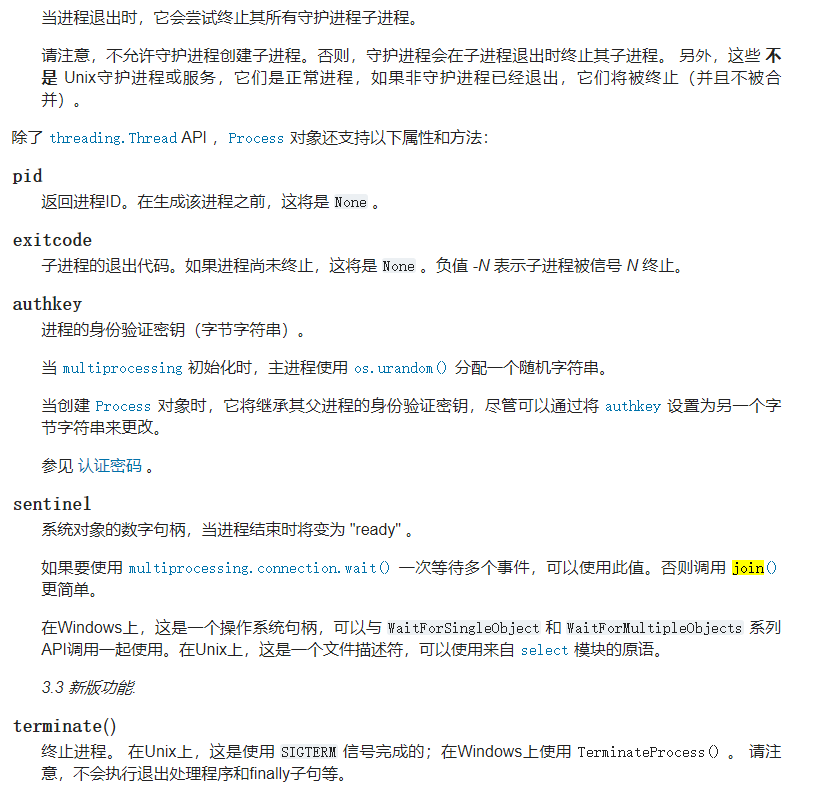 当进程退出时，它会尝试终止其所有守护进程子进程。
请注意，不允许守护进程创建子进程。否则，守护进程会在子进程退出时终止其子进程。 另外，这些 不
是 Unix守护进程或服务，它们是正常进程，如果非守护进程已经退出，它们将被终止（并且不被合
并）。
除了 threading.Thread API ，Process 对象还支持以下属性和方法：
pid
返回进程ID。在生成该进程之前，这将是 None 。
exitcode
子进程的退出代码。如果进程尚未终止，这将是 None 。负值 -N 表示子进程被信号 N 终止。
authkey
进程的身份验证密钥（字节字符串）。
当 multiprocessing 初始化时，主进程使用 os.urandom() 分配一个随机字符串。
当创建 Process 对象时，它将继承其父进程的身份验证密钥，尽管可以通过将 authkey 设置为另一个字
节字符串来更改。
参见 认证密码 。
sentinel
系统对象的数字句柄，当进程结束时将变为 "ready" 。
如果要使用 multiprocessing.connection.wait() 一次等待多个事件，可以使用此值。否则调用 join()
更简单。
在Windows上，这是一个操作系统句柄，可以与 WaitForSingleObject 和 WaitForMultipleObjects 系列
API调用一起使用。在Unix上，这是一个文件描述符，可以使用来自 select 模块的原语。
3.3 新版功能.
terminate()
终止进程。 在Unix上，这是使用 SIGTERM 信号完成的；在Windows上使用 TerminateProcess() 。 请注
意，不会执行退出处理程序和finally子句等。